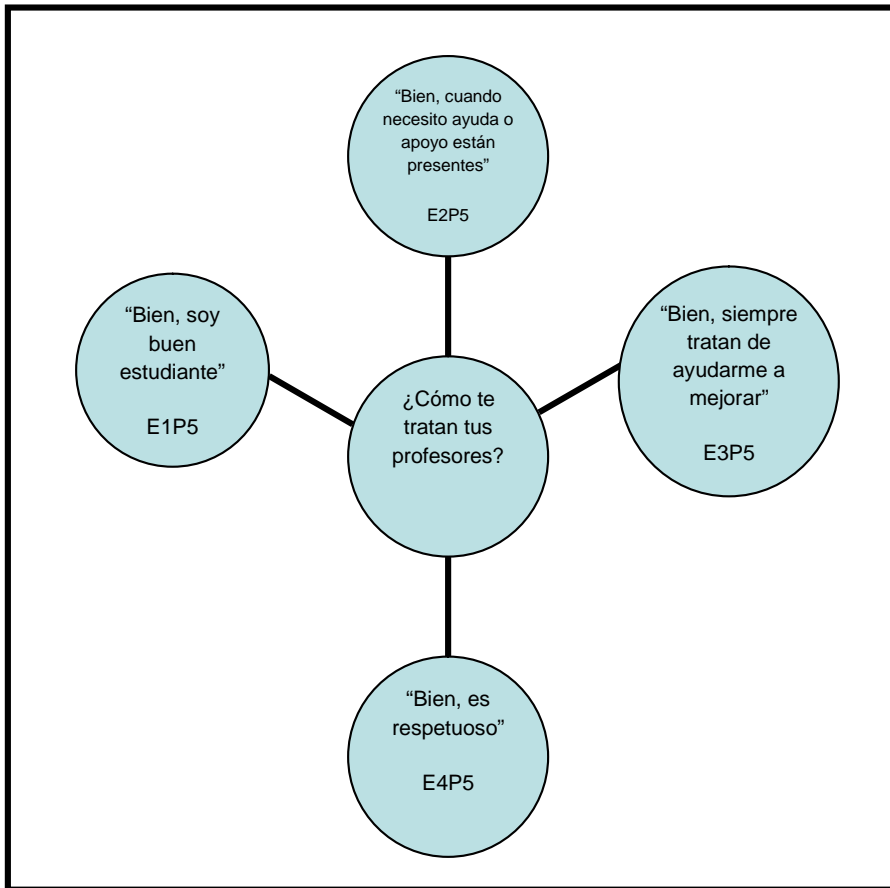 “Bien, cuando
necesito ayuda o
apoyo están
presentes”
E2P5
“Bien, soy
buen
estudiante”
E1P5
“Bien, siempre
tratan de
ayudarme a
mejorar”
E3P5
¿Cómo te
tratan tus
profesores?
“Bien, es
respetuoso”
E4P5